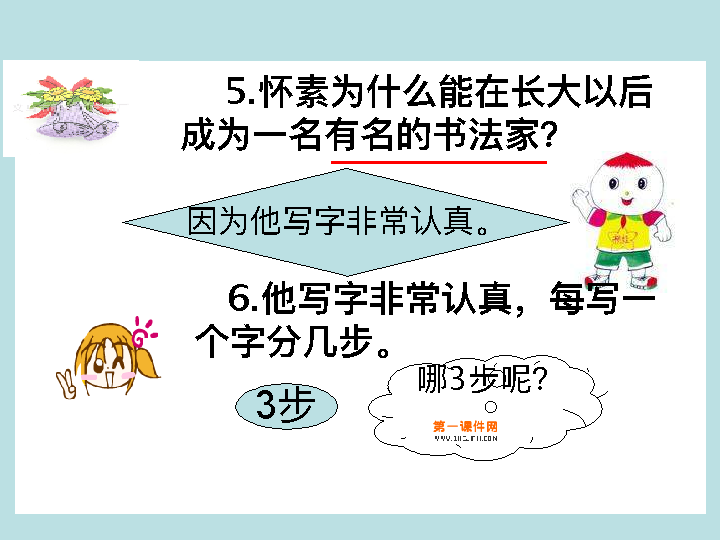 5.怀素为什么能在长大以后
成为一名有名的书法家?
因为他写字非常认真。
6.他写字非常认真，每写一
个字分几步。
3步
哪3步呢?
第一课件网